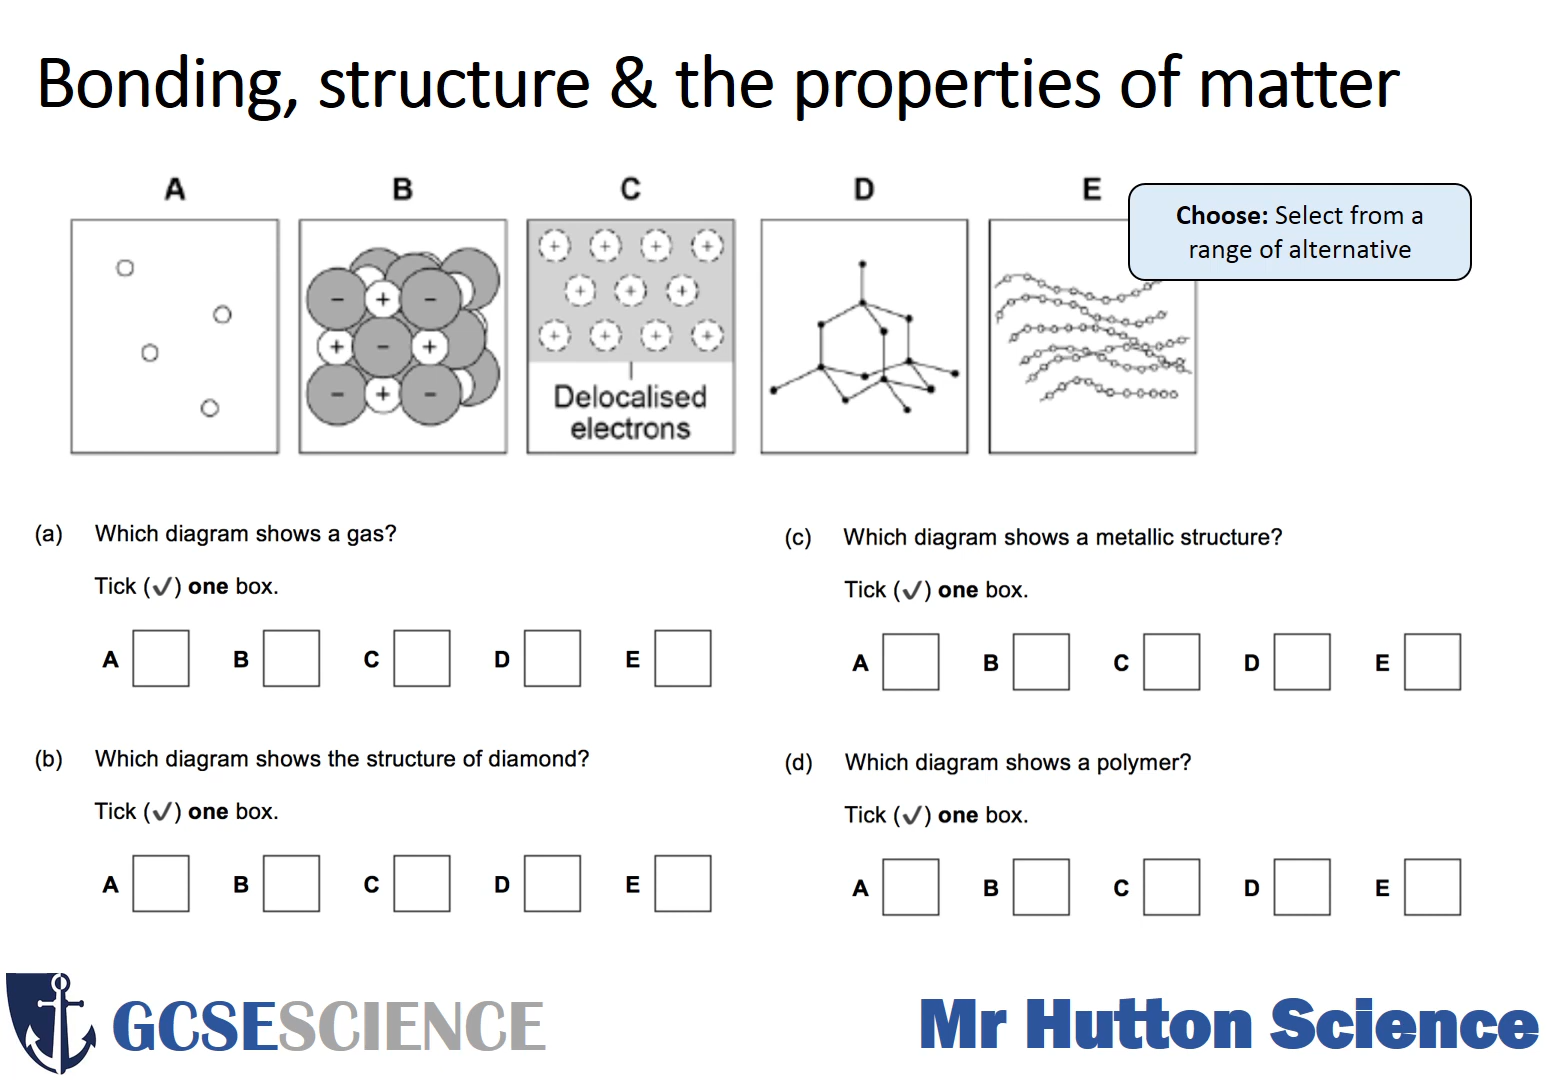 Bonding, structure & the properties of matter
A B C D E
Choose: Select from a
range of alternative
+ + + +
+ + +
+ + + +
- + -
+ - +
- + -
Delocalised
electrons
(a) Which diagram shows a gas?
Tick (✓) one box.
A B C D E
(b) Which diagram shows the structure of diamond?
Tick (✓) one box.
A B C D E
(c) Which diagram shows a metallic structure?
Tick (✓) one box.
A B C D E
(d) Which diagram shows a polymer?
Tick (✓) one box.
A B C D E
GCSESCIENCE
Mr Hutton Science